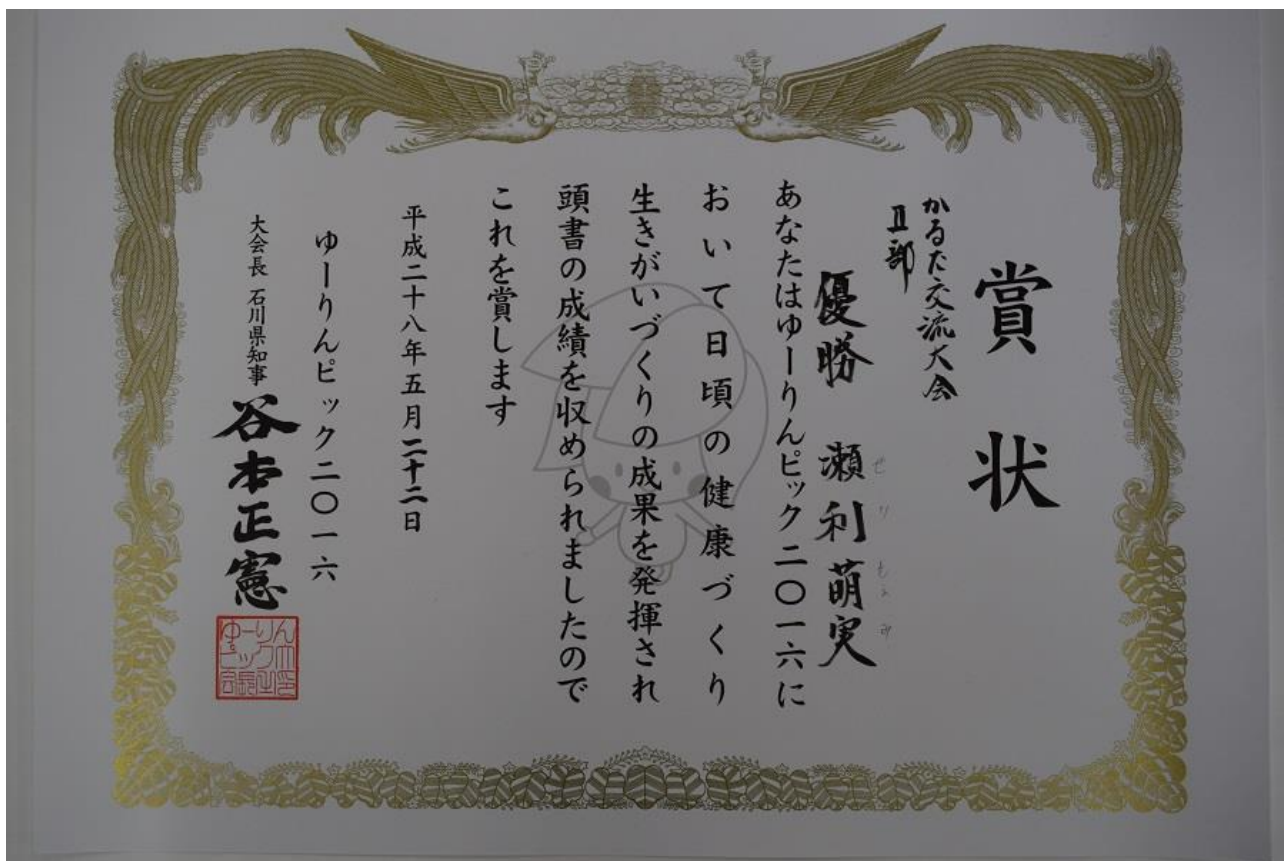 賞状
かるた交流大会
Ⅱ部
優勝 瀬利萌実
せりもえみ
あなたはゆーりんピック二〇一六に
おいて日頃の健康づくり
生きがいづくりの成果を発揮され
頭書の成績を収められましたので
これを賞します
平成二十八年五月二十二日
ゆーりんピック二〇一六
大会長 石川県知事 谷本正憲